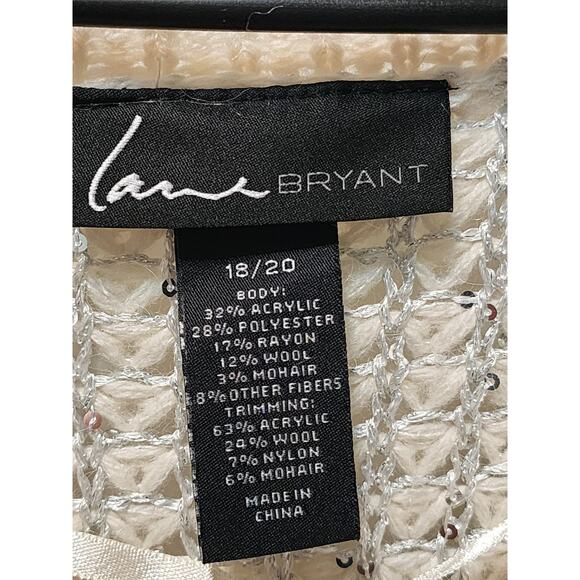 Lane BRYANT
18/20
BODY:
32% ACRYLIC
28% POLYESTER
17% RAYON
12% WOOL
3% MOHAIR
8% OTHER FIBERS
TRIMMING:
63% ACRYLIC
24% WOOL
7% NYLON
6% MOHAIR
MADE IN
CHINA